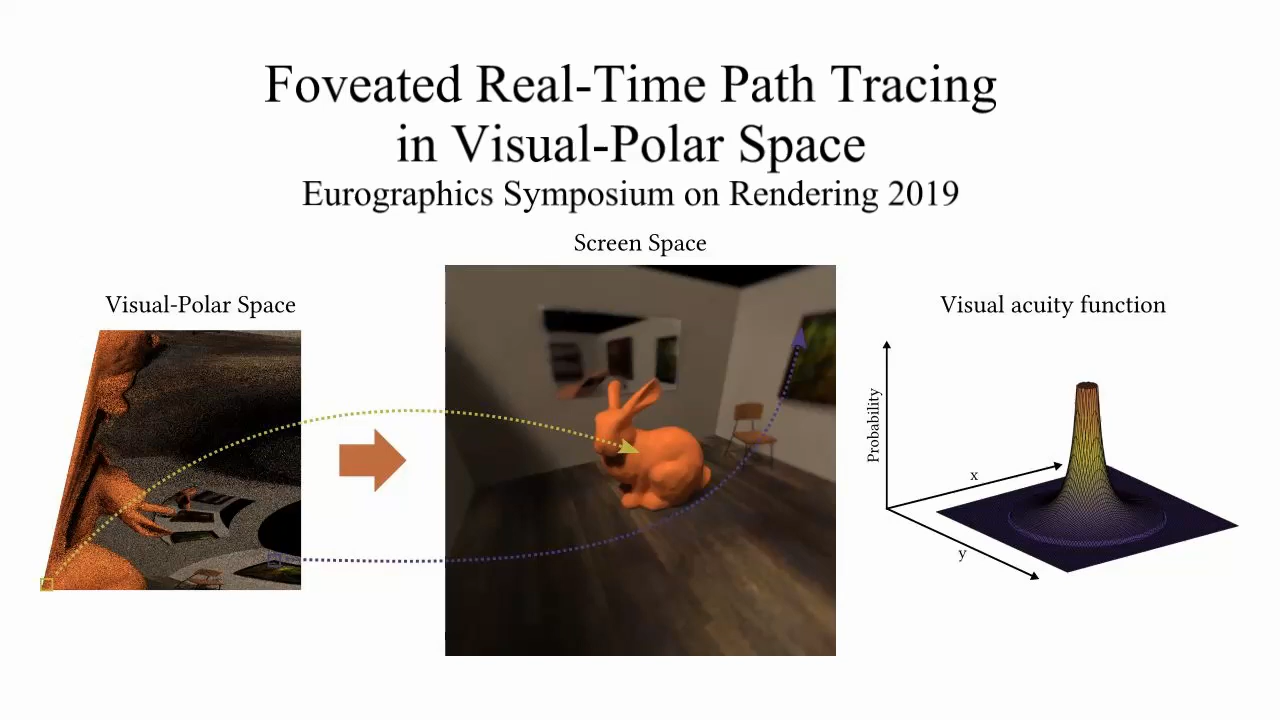 Foveated Real-Time Path Tracing
in Visual-Polar Space
Eurographics Symposium on Rendering 2019
Screen Space
Visual-Polar Space
Visual acuity function
Probability
x
y